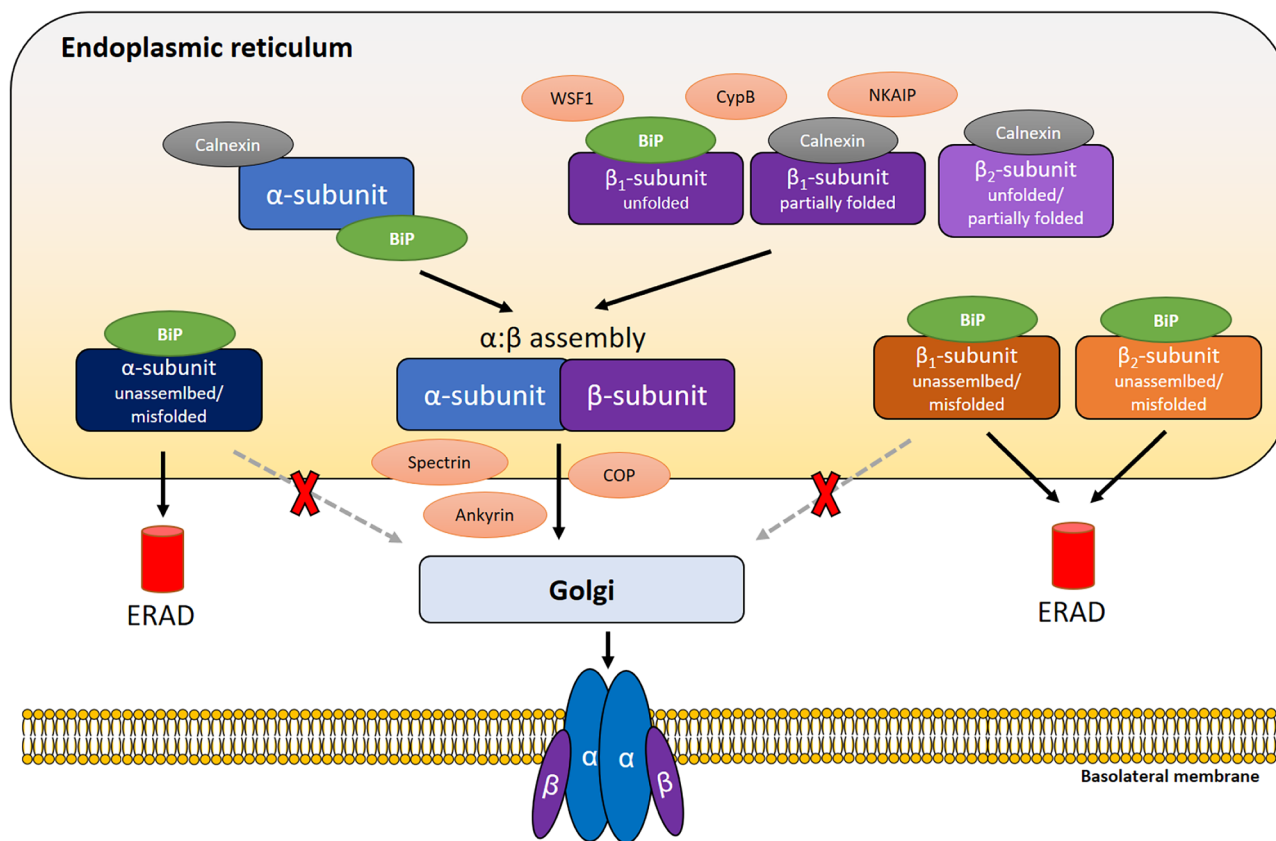 Endoplasmic reticulum
WSF1
CypB
NKAIP
Calnexin
α-subunit
BiP
BiP
β₁-subunit
unfolded
Calnexin
β₁-subunit
partially folded
Calnexin
β₂-subunit
unfolded/
partially folded
α:β assembly
α-subunit
β-subunit
BiP
α-subunit
unassemlbed/
misfolded
BiP
β₁-subunit
unassemlbed/
misfolded
BiP
β₂-subunit
unassemlbed/
misfolded
Spectrin
COP
Ankyrin
ERAD
Golgi
ERAD
α
α
β
β
Basolateral membrane